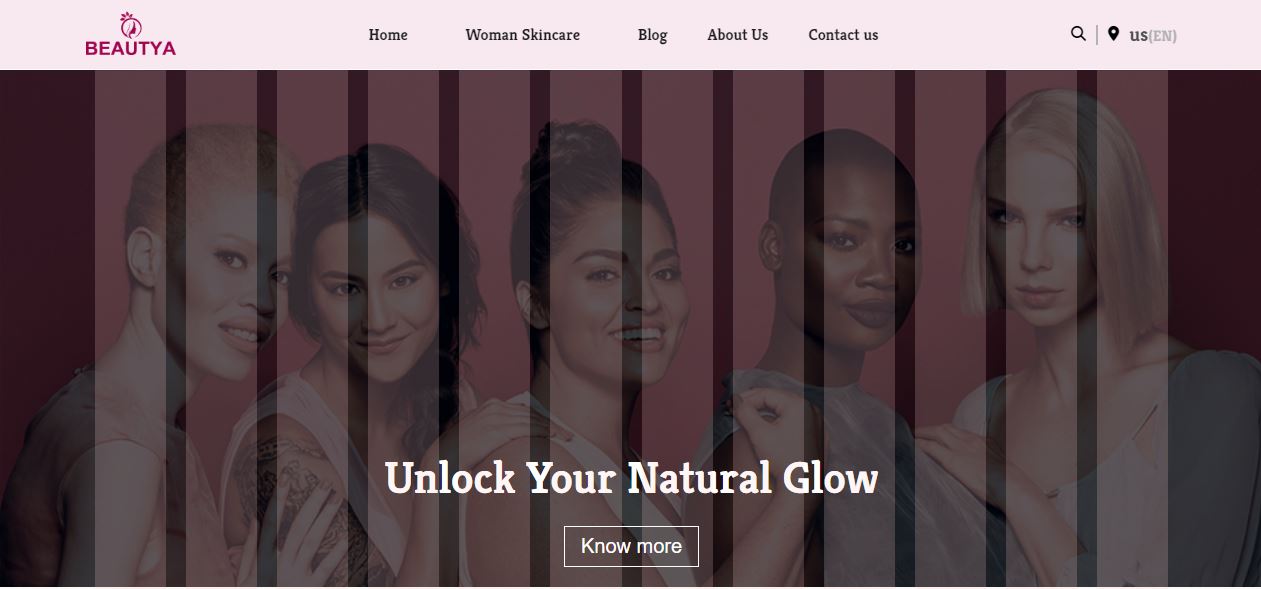 BEAUTYA
Home Woman Skincare Blog About Us Contact us
us(EN)
Unlock Your Natural Glow
Know more